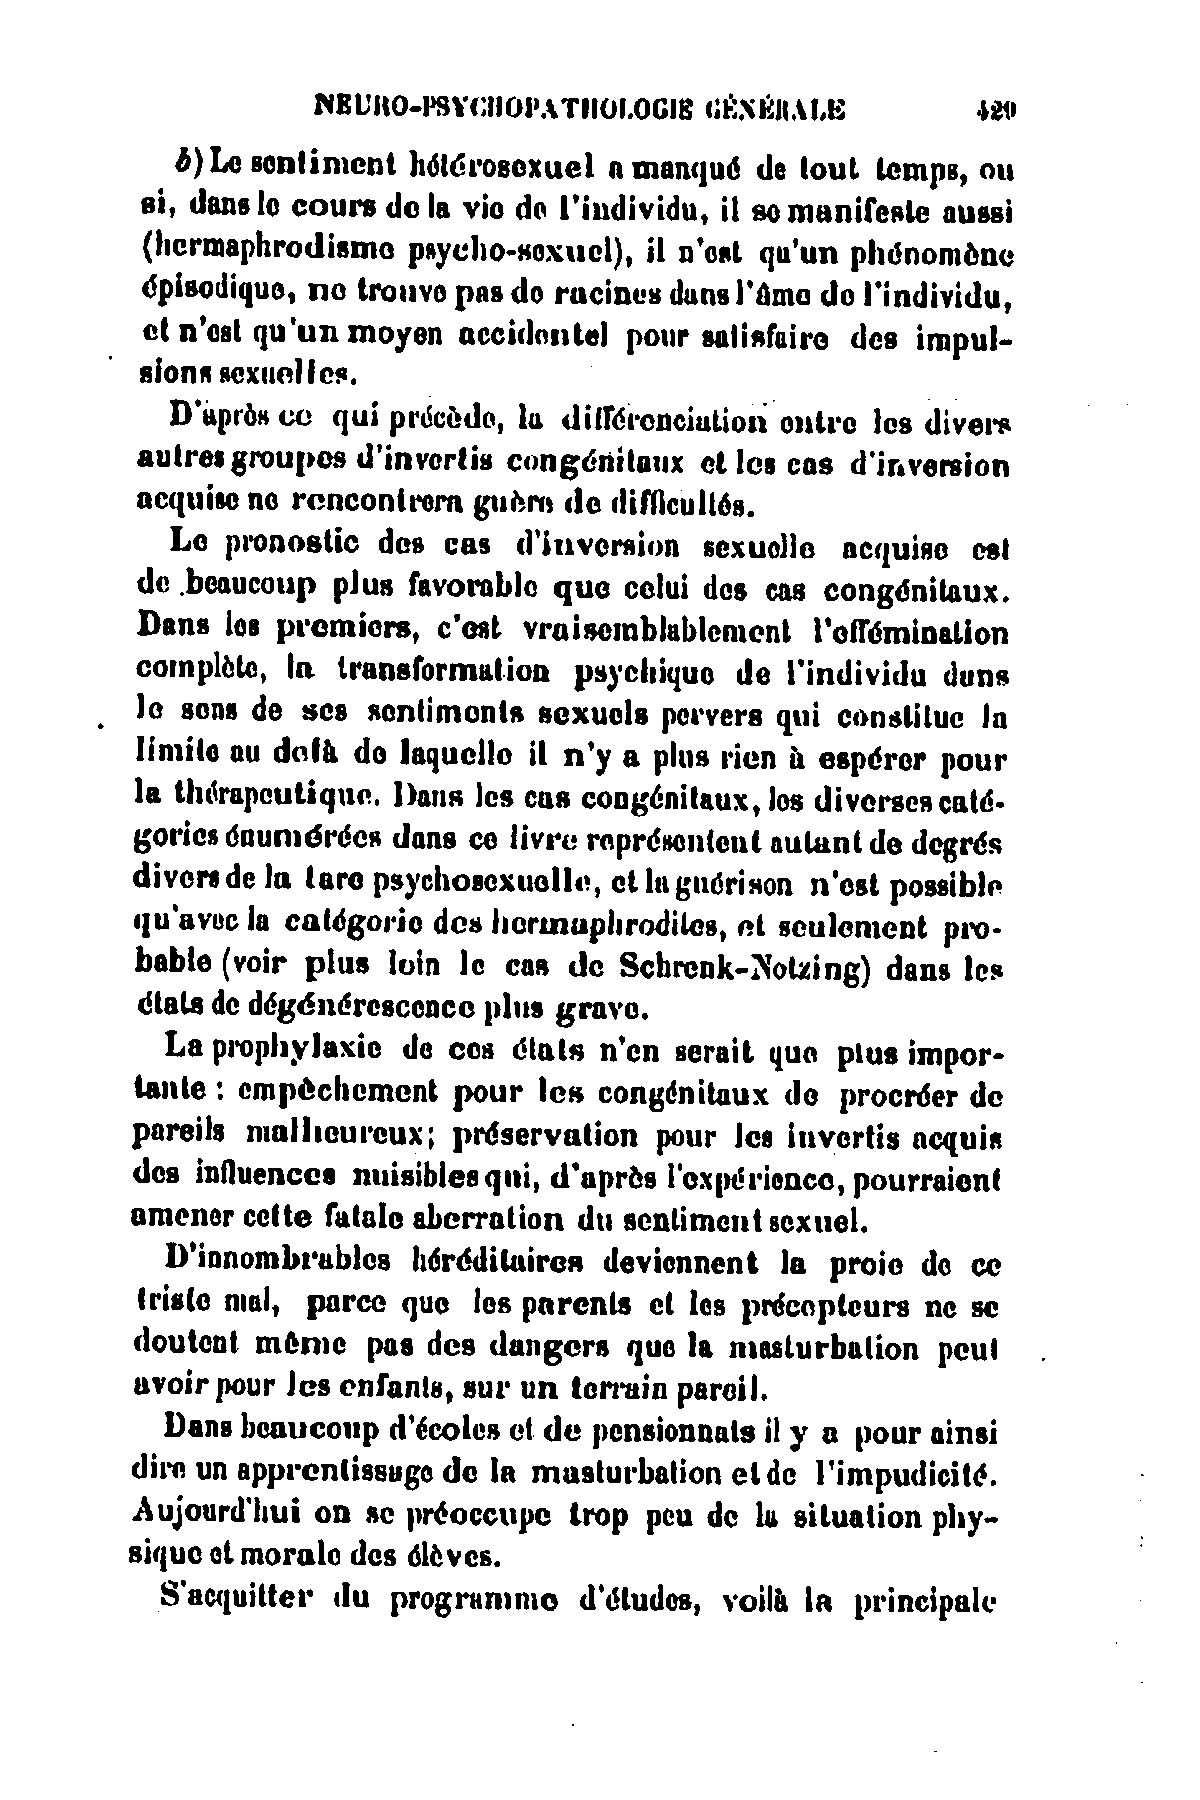 NEURO-PSYCHOPATHOLOGIE GÉNÉRALE 429
b) Le sentiment hétérosexuel a manqué de tout temps, ou
si, dans le cours de la vie de l'individu, il se manifeste aussi
(hermaphrodisme psycho-sexuel), il n'est qu'un phénomène
épisodique, ne trouve pas de racines dans l'âme de l'individu,
et n'est qu'un moyen accidentel pour satisfaire des impul-
sions sexuelles.
D'après ce qui précède, la différenciation entre les divers
autres groupes d'invertis congénitaux et les cas d'inversion
acquise ne rencontrera guère de difficultés.
Le pronostic des cas d'inversion sexuelle acquise est
de beaucoup plus favorable que celui des cas congénitaux.
Dans les premiers, c'est vraisemblablement l'effémination
complète, la transformation psychique de l'individu dans
le sens de ses sentiments sexuels pervers qui constitue la
limite au delà de laquelle il n'y a plus rien à espérer pour
la thérapeutique. Dans les cas congénitaux, les diverses caté-
gories énumérées dans ce livre représentent autant de degrés
divers de la tare psychosexuelle, et la guérison n'est possible
qu'avec la catégorie des hermaphrodites, et seulement pro-
bable (voir plus loin le cas de Schrenk-Notzing) dans les
états de dégénérescence plus grave.
La prophylaxie de ces états n'en serait que plus impor-
tante : empêchement pour les congénitaux de procréer de
pareils malheureux; préservation pour les invertis acquis
des influences nuisibles qui, d'après l'expérience, pourraient
amener cette fatale aberration du sentiment sexuel.
D'innombrables héréditaires deviennent la proie de ce
triste mal, parce que les parents et les précepteurs ne se
doutent même pas des dangers que la masturbation peut
avoir pour les enfants, sur un terrain pareil.
Dans beaucoup d'écoles et de pensionnats il y a pour ainsi
dire un apprentissage de la masturbation et de l'impudicité.
Aujourd'hui on se préoccupe trop peu de la situation phy-
sique et morale des élèves.
S'acquitter du programme d'études, voilà la principale